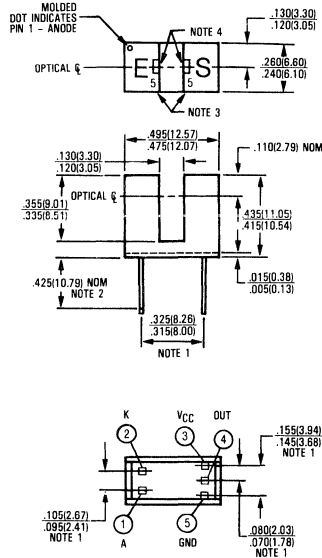 MOLDED
DOT INDICATES
PIN 1 - ANODE
NOTE 4
.130(3.30)
.120(3.05)
OPTICAL ℄
E
S
5
5
.260(6.60)
.240(6.10)
NOTE 3
.495(12.57)
.475(12.07)
.130(3.30)
.120(3.05)
.110(2.79) NOM
OPTICAL ℄
.355(9.01)
.335(8.51)
.435(11.05)
.415(10.54)
.425(10.79) NOM
NOTE 2
.015(0.38)
.005(0.13)
.325(8.26)
.315(8.00)
NOTE 1
K
VCC
OUT
2
3
4
.155(3.94)
.145(3.68)
NOTE 1
.105(2.67)
.095(2.41)
NOTE 1
1
A
GND
5
.080(2.03)
.070(1.78)
NOTE 1